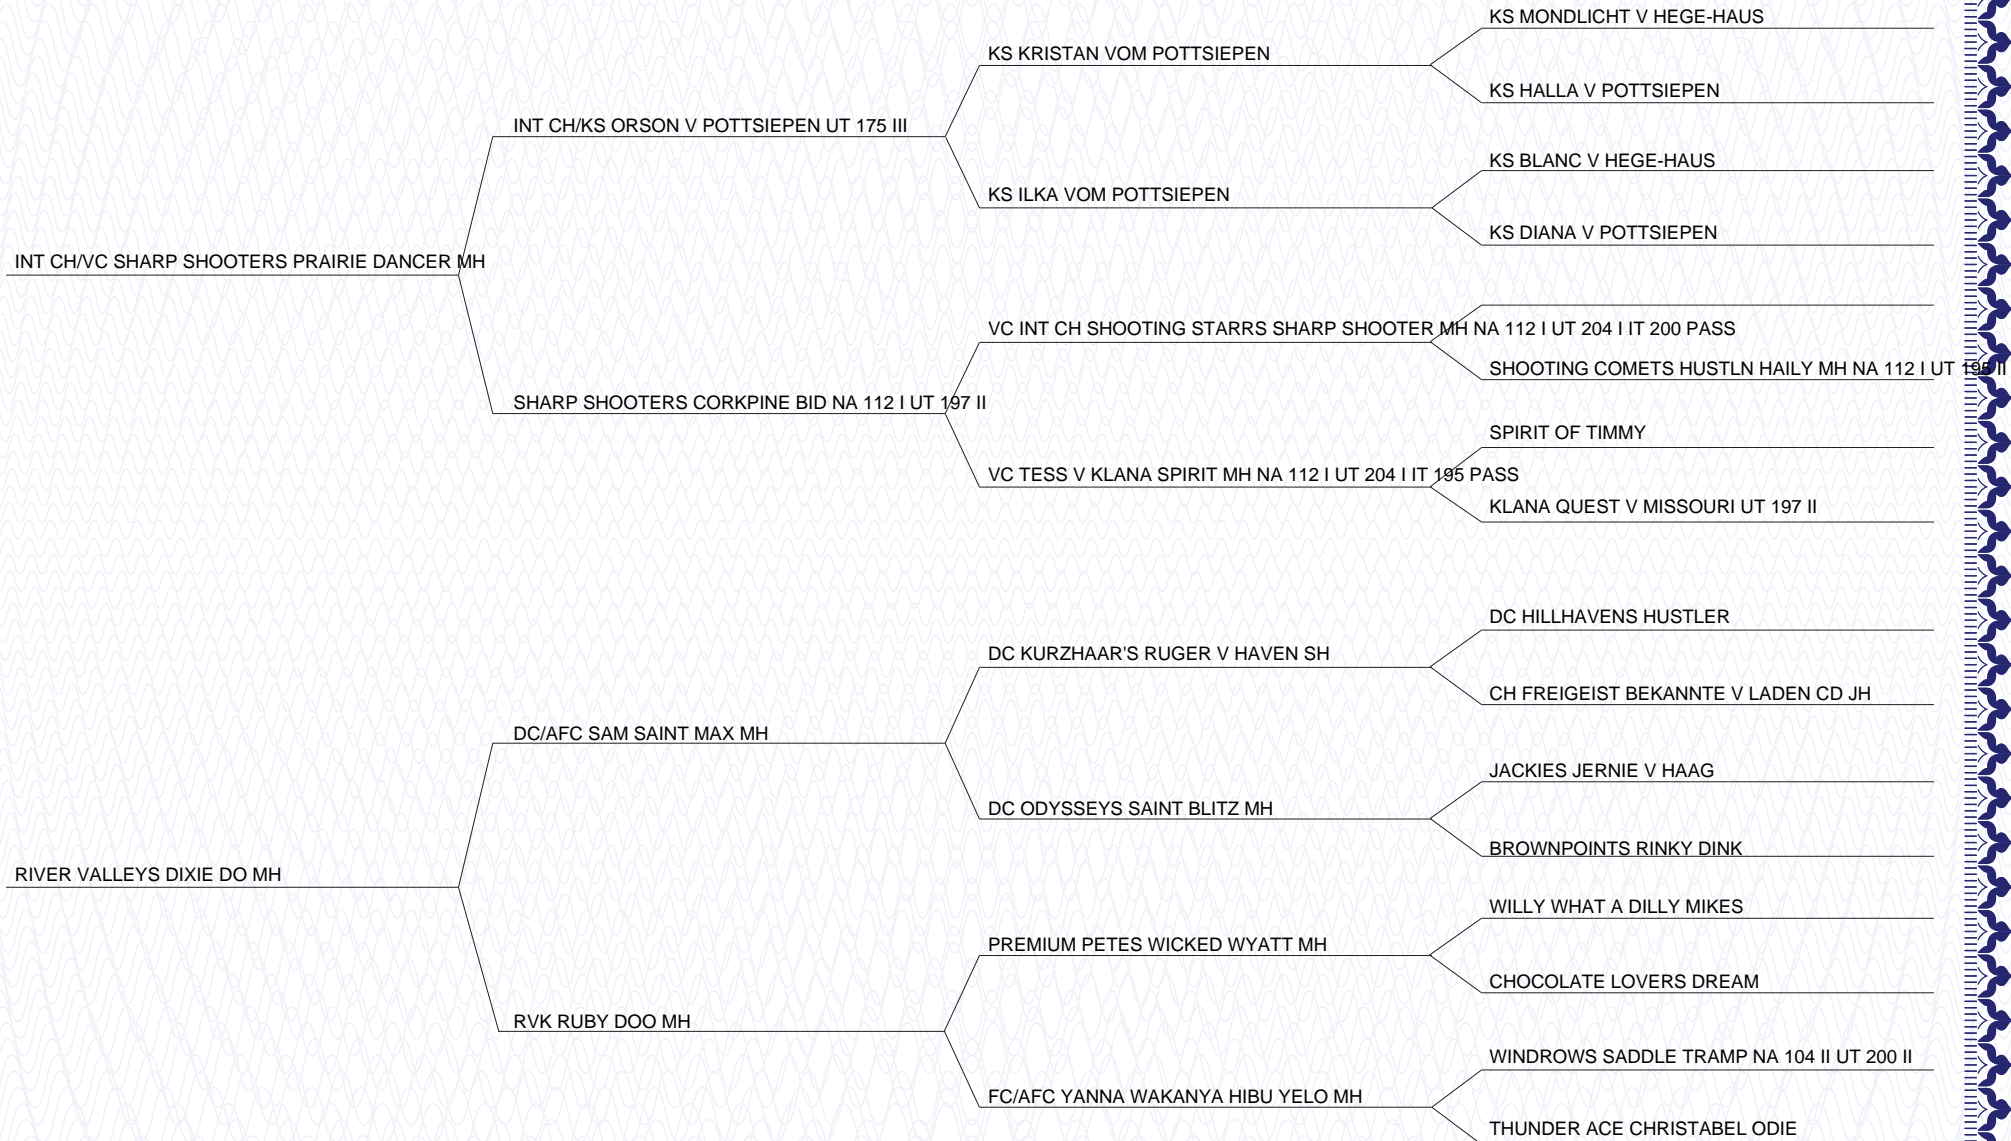 KS MONDLICHT V HEGE-HAUS
KS KRISTAN VOM POTTSIEPEN
KS HALLA V POTTSIEPEN
INT CH/KS ORSON V POTTSIEPEN UT 175 III
KS BLANC V HEGE-HAUS
KS ILKA VOM POTTSIEPEN
KS DIANA V POTTSIEPEN
INT CH/VC SHARP SHOOTERS PRAIRIE DANCER MH
VC INT CH SHOOTING STARRS SHARP SHOOTER MH NA 112 I UT 204 I IT 200 PASS
SHOOTING COMETS HUSTLN HAILY MH NA 112 I UT 195 II
SHARP SHOOTERS CORKPINE BID NA 112 I UT 197 II
SPIRIT OF TIMMY
VC TESS V KLANA SPIRIT MH NA 112 I UT 204 I IT 195 PASS
KLANA QUEST V MISSOURI UT 197 II
DC HILLHAVENS HUSTLER
DC KURZHAAR'S RUGER V HAVEN SH
CH FREIGEIST BEKANNTE V LADEN CD JH
DC/AFC SAM SAINT MAX MH
JACKIES JERNIE V HAAG
DC ODYSSEYS SAINT BLITZ MH
BROWNPOINTS RINKY DINK
RIVER VALLEYS DIXIE DO MH
WILLY WHAT A DILLY MIKES
PREMIUM PETES WICKED WYATT MH
CHOCOLATE LOVERS DREAM
RVK RUBY DOO MH
WINDROWS SADDLE TRAMP NA 104 II UT 200 II
FC/AFC YANNA WAKANYA HIBU YELO MH
THUNDER ACE CHRISTABEL ODIE